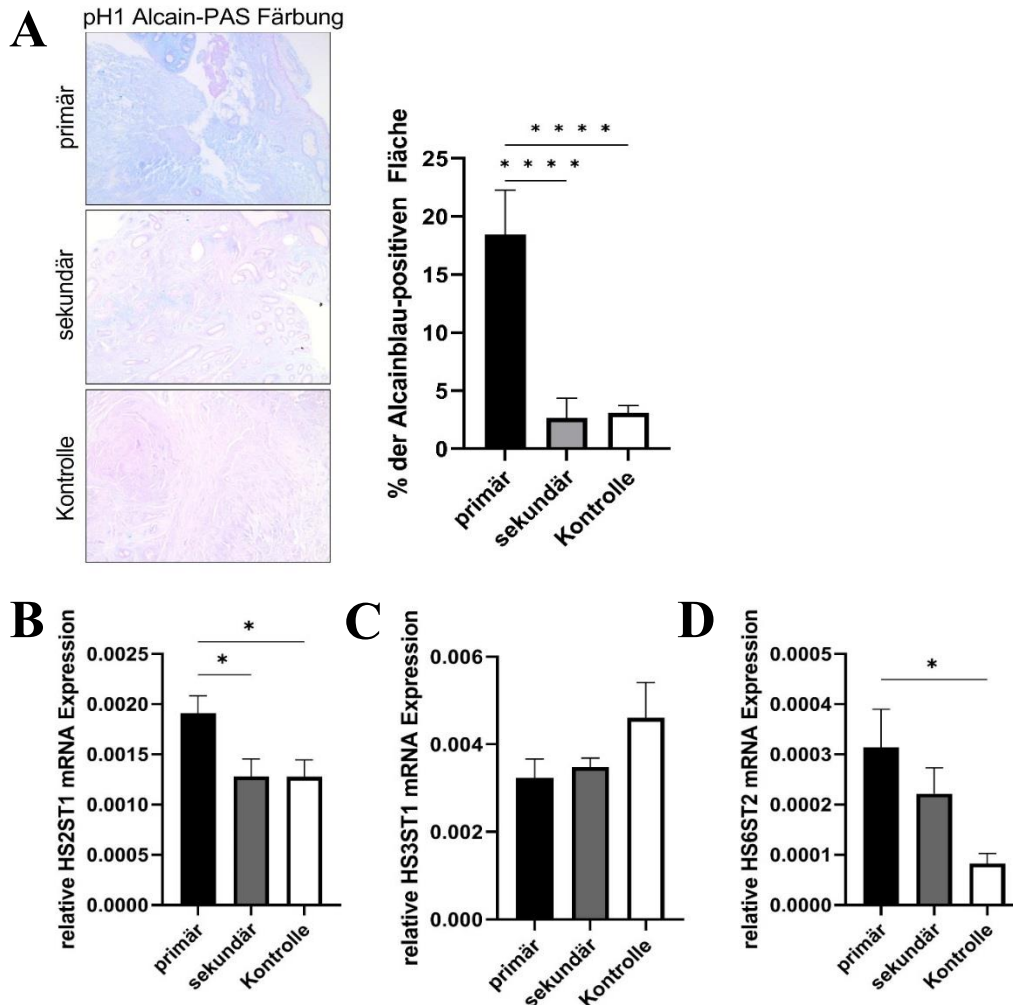 A
pH1 Alcain-PAS Färbung
primär
sekundär
Kontrolle
% der Alcainblau-positiven Fläche
25
20
15
10
5
0
* * * *
* * * *
primär
sekundär
Kontrolle
B
relative HS2ST1 mRNA Expression
0.0025
0.0020
0.0015
0.0010
0.0005
0.0000
*
*
primär
sekundär
Kontrolle
C
relative HS3ST1 mRNA Expression
0.006
0.004
0.002
0.000
primär
sekundär
Kontrolle
D
relative HS6ST2 mRNA Expression
0.0005
0.0004
0.0003
0.0002
0.0001
0.0000
*
primär
sekundär
Kontrolle